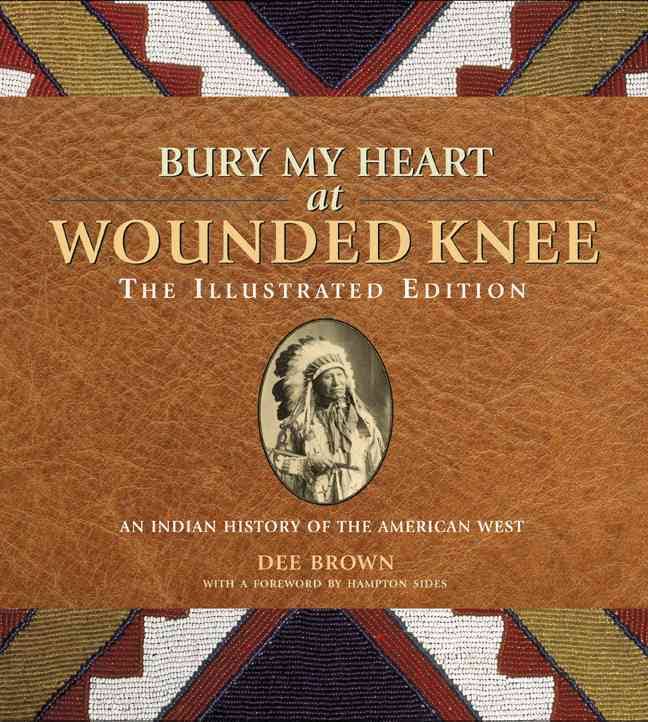 BURY MY HEART
at
WOUNDED KNEE
THE ILLUSTRATED EDITION
AN INDIAN HISTORY OF THE AMERICAN WEST
DEE BROWN
WITH A FOREWORD BY HAMPTON SIDES